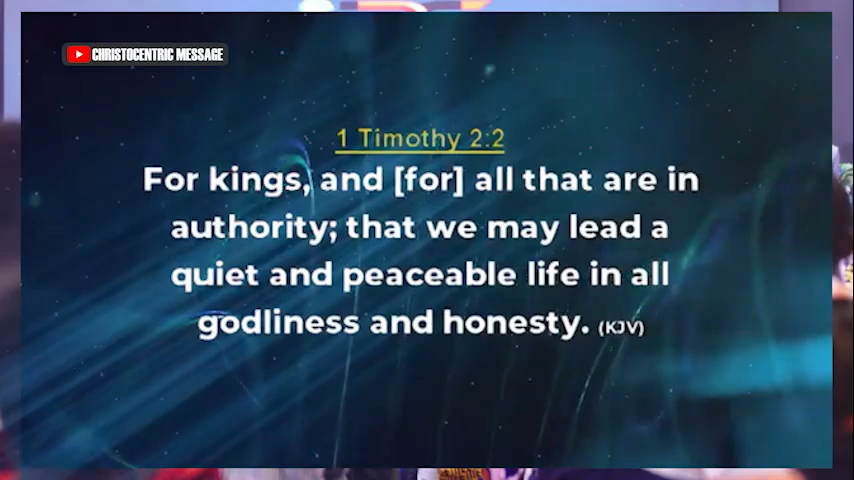 CHRISTOCENTRIC MESSAGE
1 Timothy 2:2
For kings, and [for] all that are in
authority; that we may lead a
quiet and peaceable life in all
godliness and honesty. (KJV)